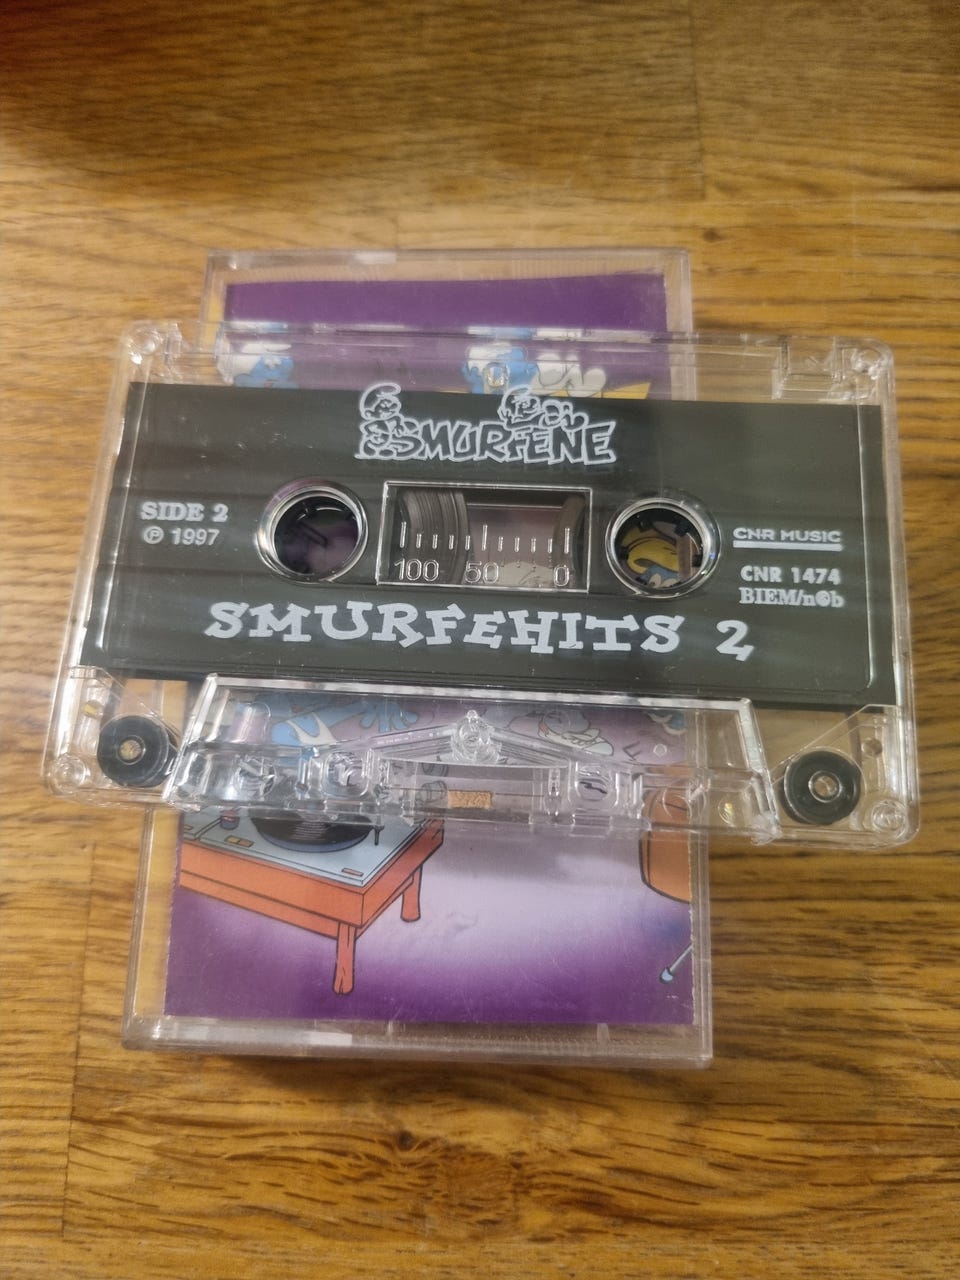 SMURFENE
SIDE 2
Ⓟ 1997
100 50 0
CNR MUSIC
CNR 1474
BIEM/n©b
SMURFEHITS 2